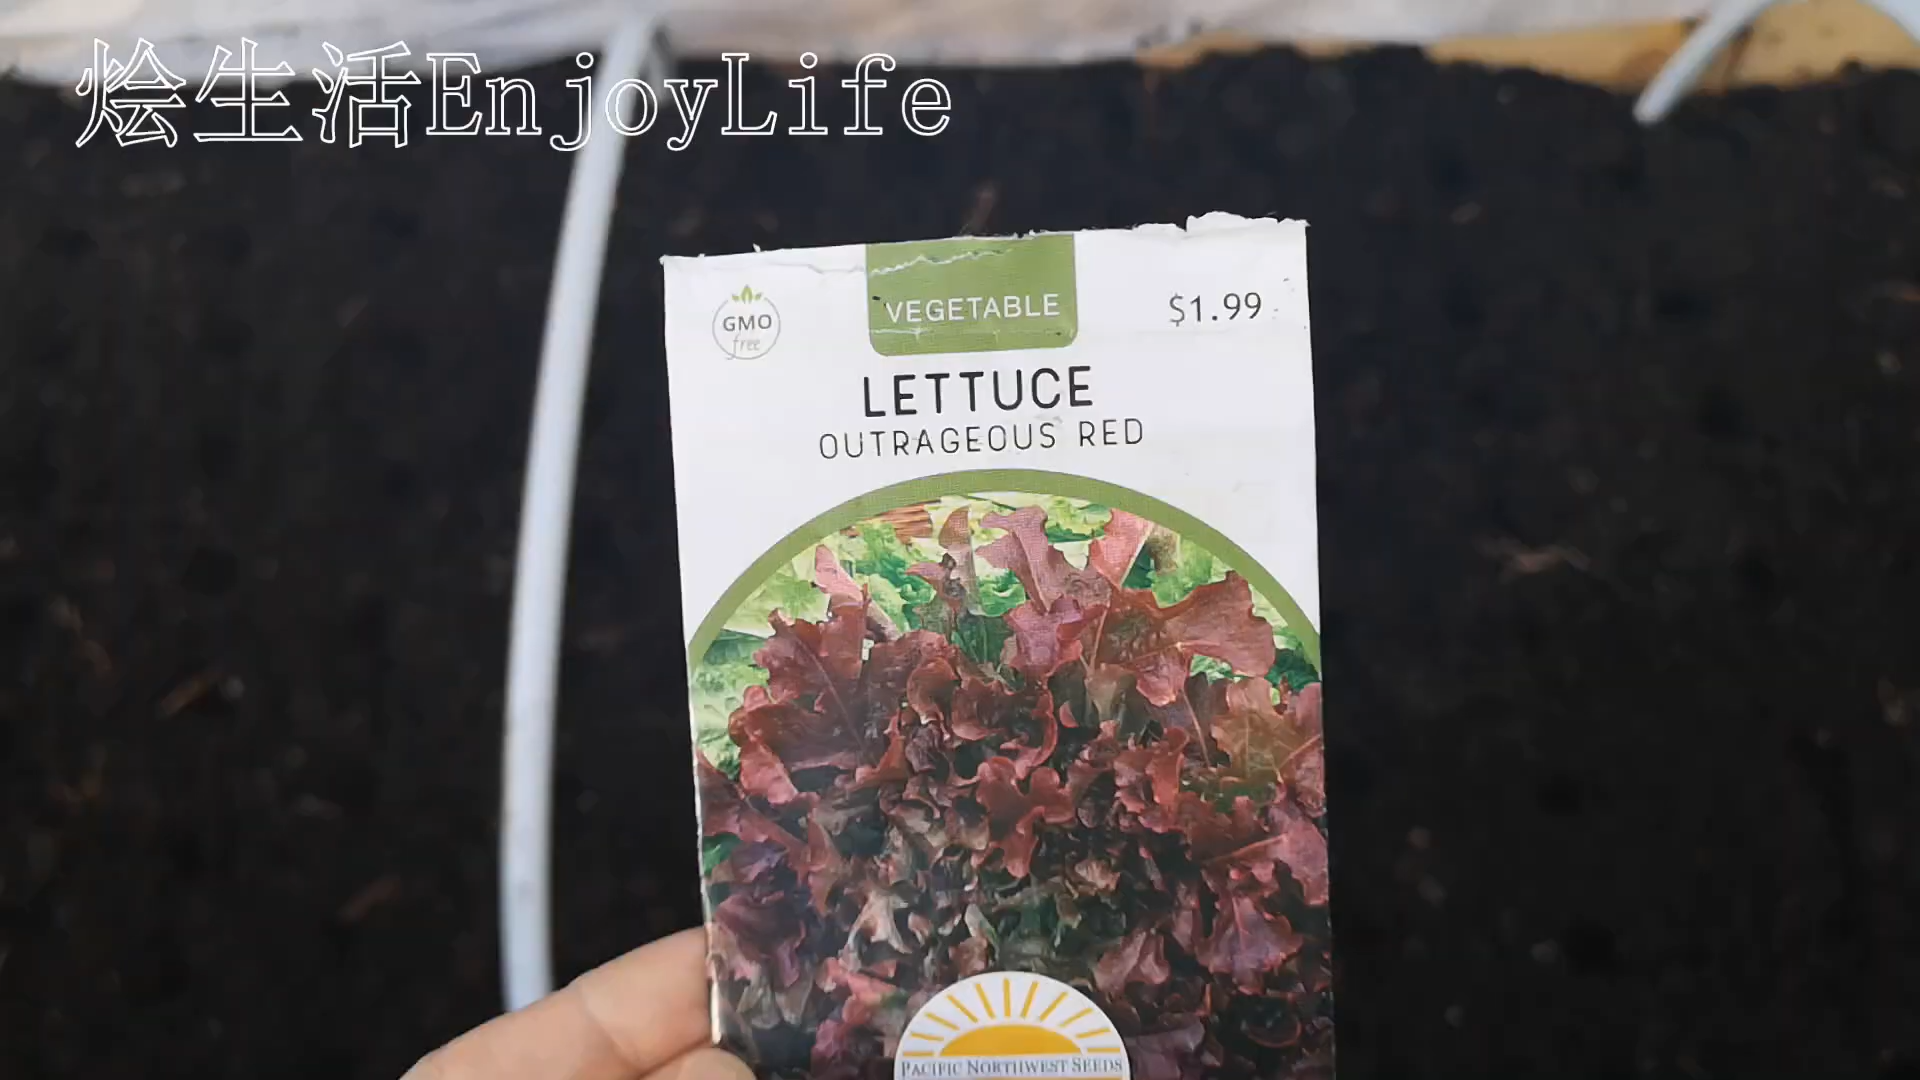 烩生活EnjoyLife
GMO
free
VEGETABLE
$1.99
LETTUCE
OUTRAGEOUS RED
PACIFIC NORTHWEST SEEDS